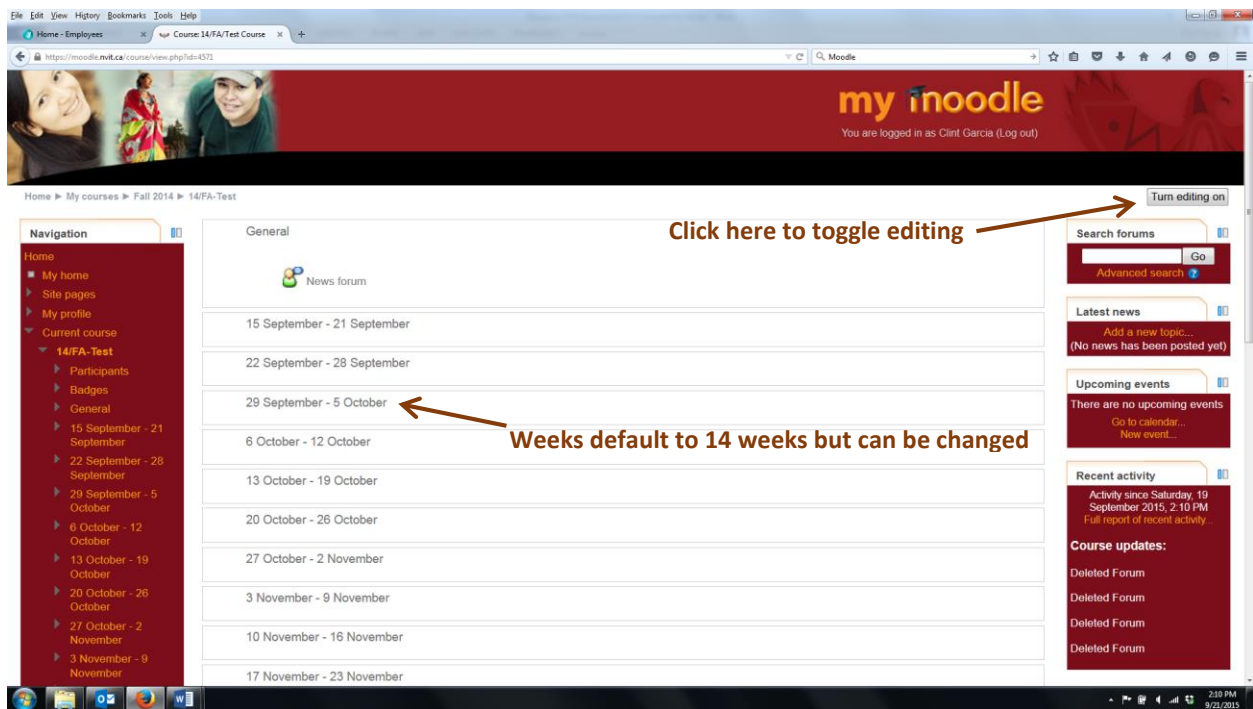 File Edit View History Bookmarks Tools Help
Home - Employees × Course: 14/FA/Test Course × +
https://moodle.nvit.ca/course/view.php?id=4571 Moodle
my moodle
You are logged in as Clint Garcia (Log out)
Home ► My courses ► Fall 2014 ► 14/FA-Test
Turn editing on
Click here to toggle editing
Navigation
Home
My home
Site pages
My profile
Current course
14/FA-Test
Participants
Badges
General
15 September - 21
September
22 September - 28
September
29 September - 5
October
6 October - 12
October
13 October - 19
October
20 October - 26
October
27 October - 2
November
3 November - 9
November
General
News forum
15 September - 21 September
22 September - 28 September
29 September - 5 October
Weeks default to 14 weeks but can be changed
6 October - 12 October
13 October - 19 October
20 October - 26 October
27 October - 2 November
3 November - 9 November
10 November - 16 November
17 November - 23 November
Search forums
Go
Advanced search ?
Latest news
Add a new topic...
(No news has been posted yet)
Upcoming events
There are no upcoming events
Go to calendar...
New event...
Recent activity
Activity since Saturday, 19
September 2015, 2:10 PM
Full report of recent activity...
Course updates:
Deleted Forum
Deleted Forum
Deleted Forum
Deleted Forum
2:10 PM
9/21/2015